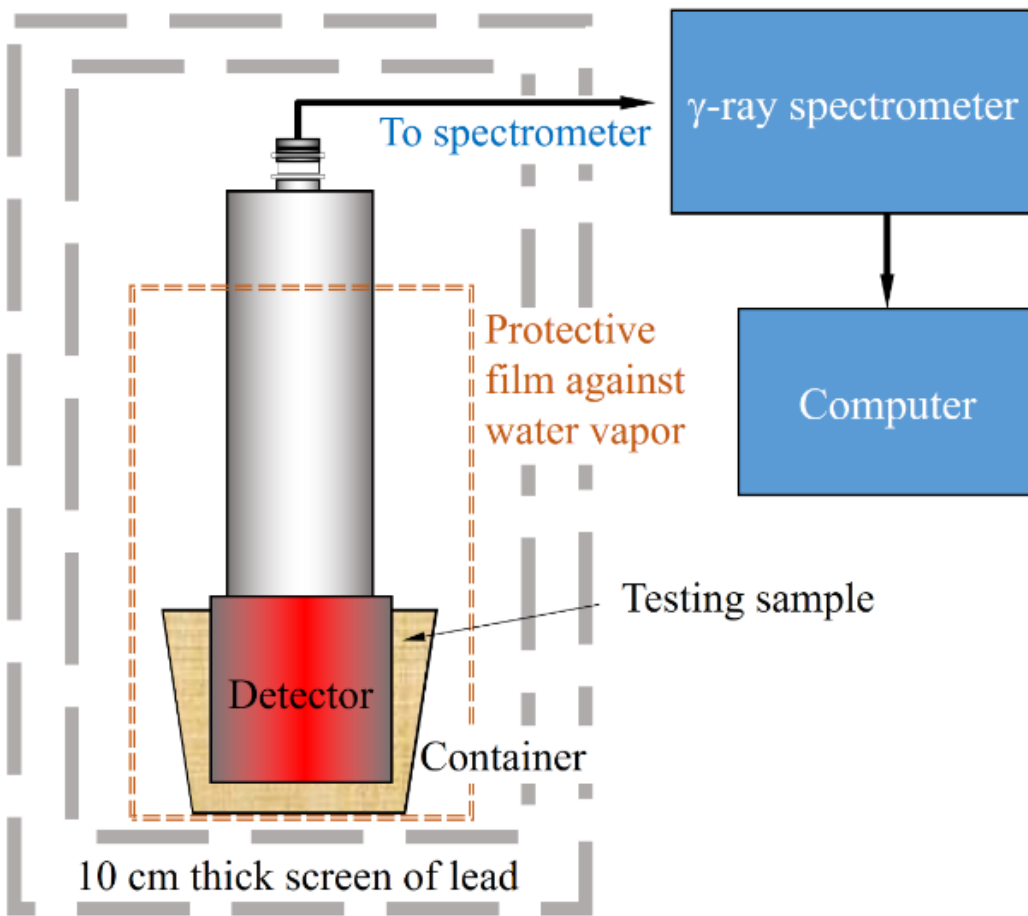 γ-ray spectrometer
To spectrometer
Protective
film against
water vapor
Computer
Testing sample
Detector
Container
10 cm thick screen of lead